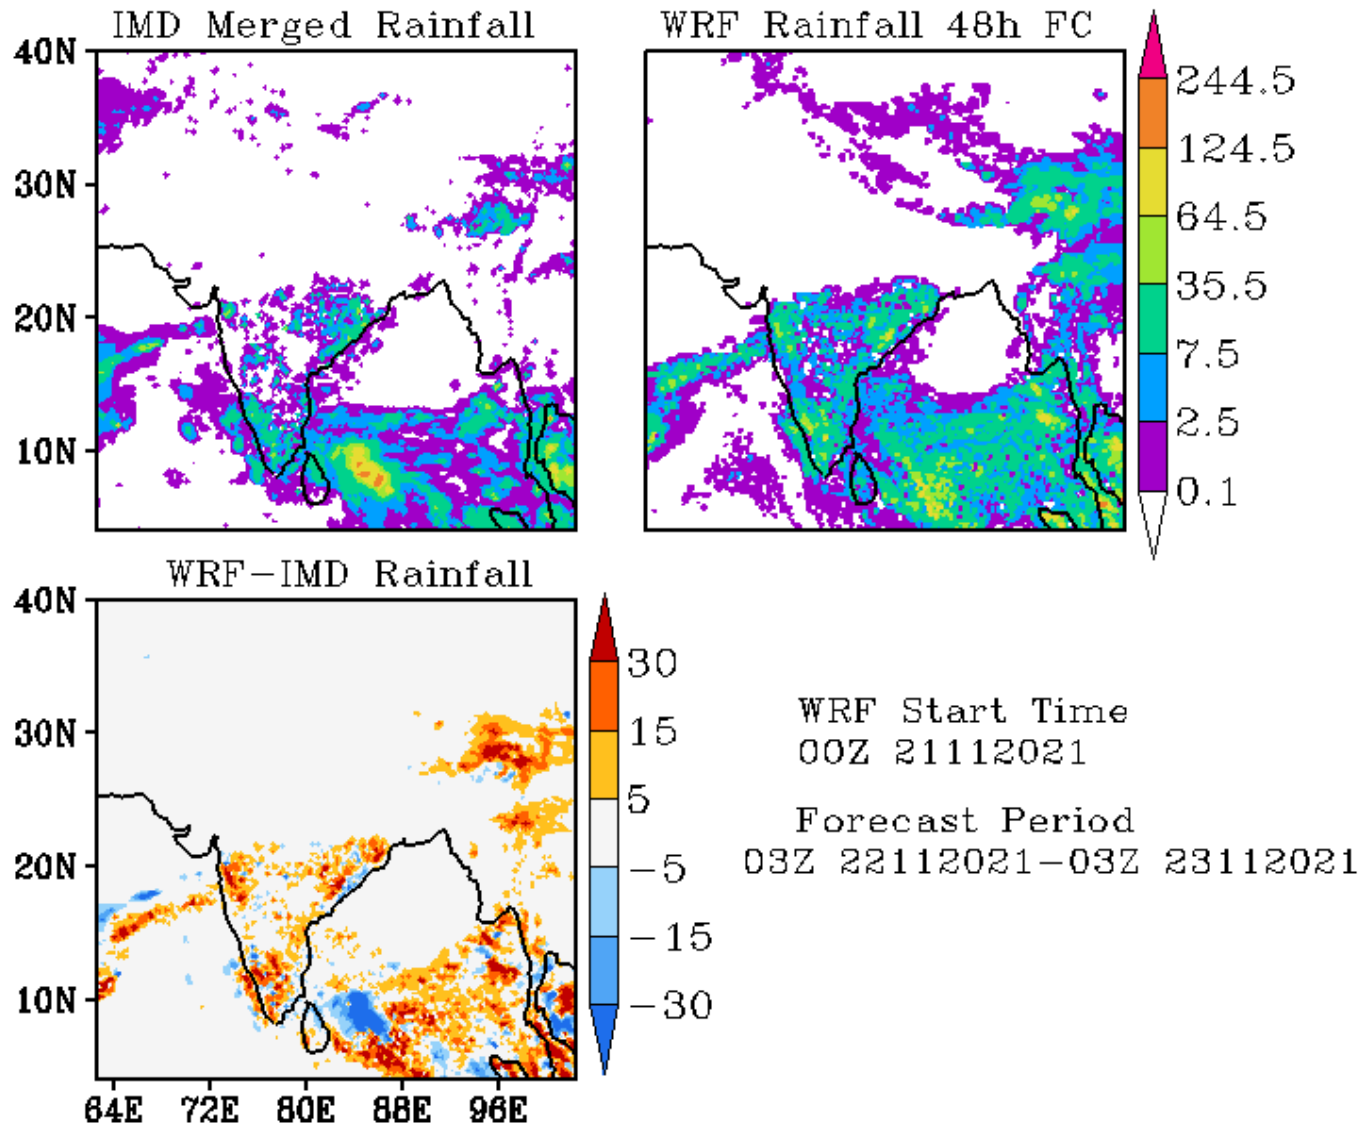 IMD Merged Rainfall
WRF Rainfall 48h FC
40N
30N
20N
10N
244.5
124.5
64.5
35.5
7.5
2.5
0.1
WRF-IMD Rainfall
40N
30N
20N
10N
64E 72E 80E 88E 96E
30
15
5
-5
-15
-30
WRF Start Time
00Z 21112021
Forecast Period
03Z 22112021-03Z 23112021